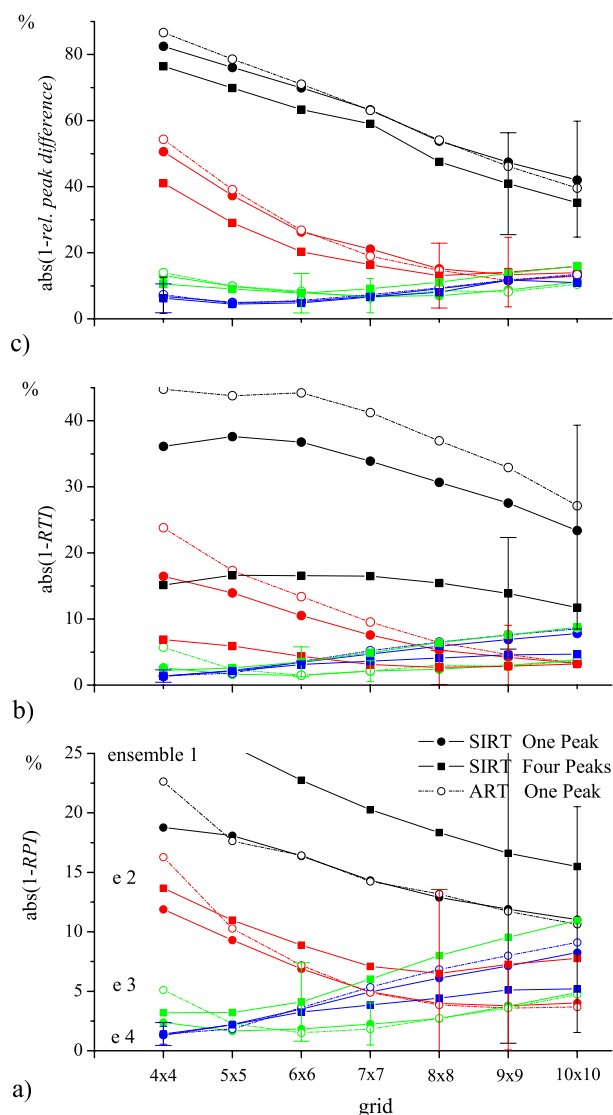 %
80
60
40
20
0
abs(1-rel. peak difference)
c)
%
40
30
20
10
0
abs(1-RTI)
b)
ensemble 1
SIRT One Peak
SIRT Four Peaks
ART One Peak
25
%
20
15
10
5
0
abs(1-RPI)
e 2
e 3
e 4
a)
4x4 5x5 6x6 7x7 8x8 9x9 10x10
grid